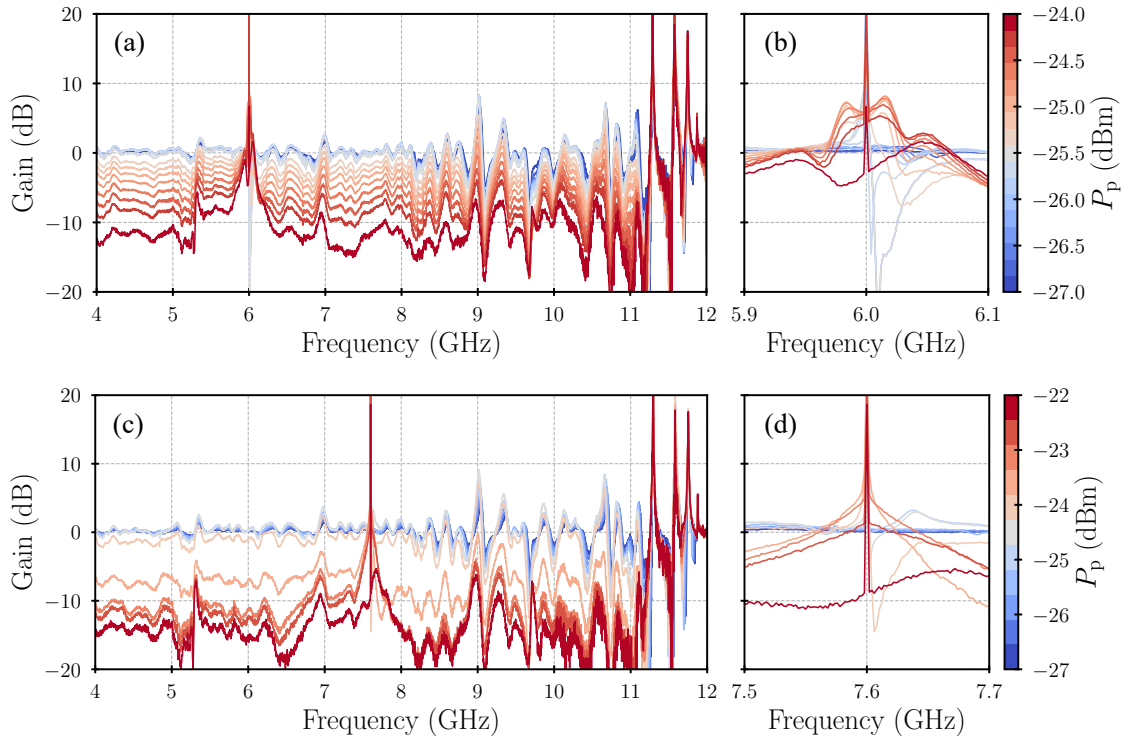 (a)
Gain (dB)
20
10
0
−10
−20
4 5 6 7 8 9 10 11 12
Frequency (GHz)
(b)
5.9 6.0 6.1
Frequency (GHz)
−24.0
−24.5
−25.0
−25.5
−26.0
−26.5
−27.0
Pp (dBm)
(c)
Gain (dB)
20
10
0
−10
−20
4 5 6 7 8 9 10 11 12
Frequency (GHz)
(d)
7.5 7.6 7.7
Frequency (GHz)
−22
−23
−24
−25
−26
−27
Pp (dBm)